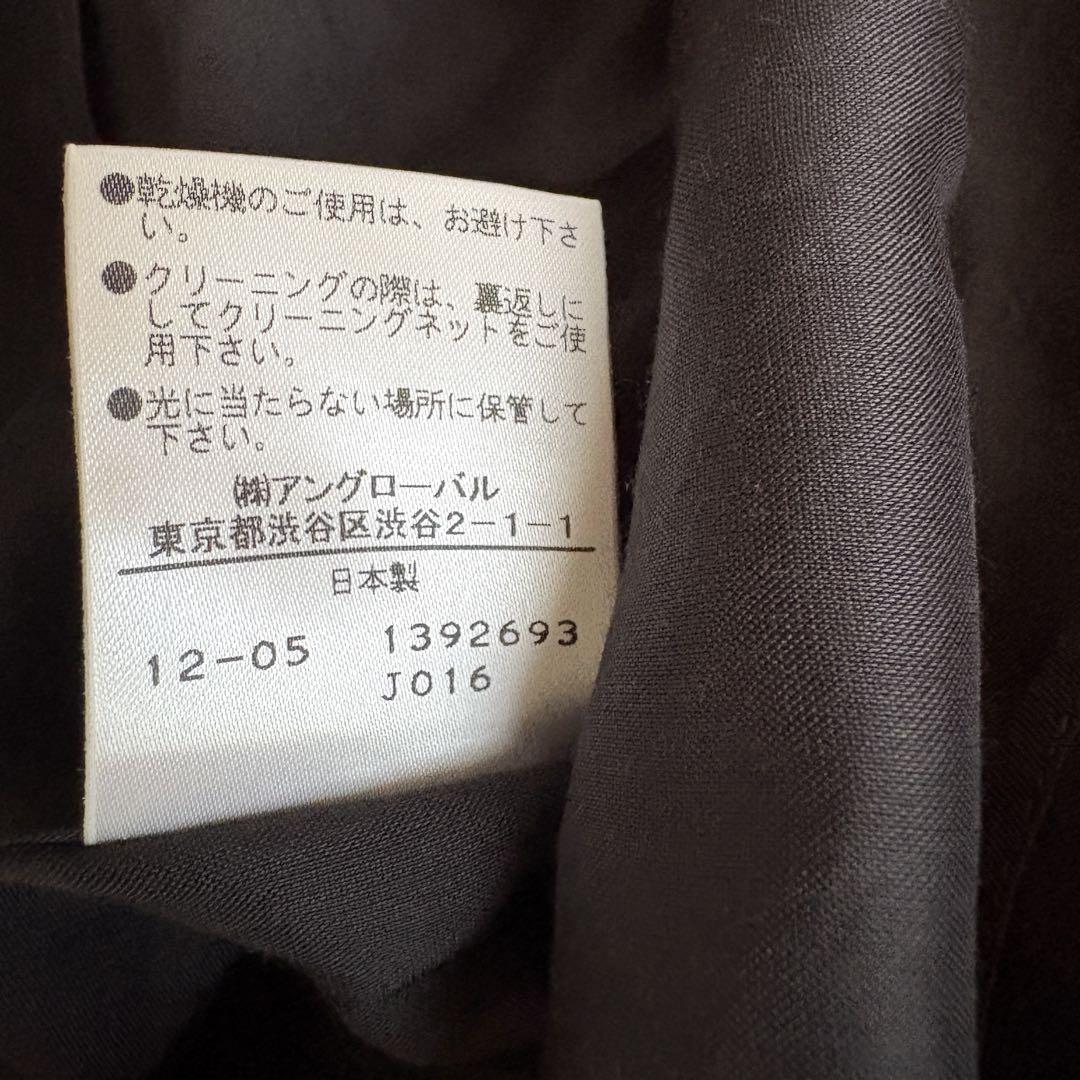 ●乾燥機のご使用は、お避け下さ
い。
●クリーニングの際は、裏返しに
してクリーニングネットをご使
用下さい。
●光に当たらない場所に保管して
下さい。
㈱アングローバル
東京都渋谷区渋谷2-1-1
日本製
12-05 1392693
J016